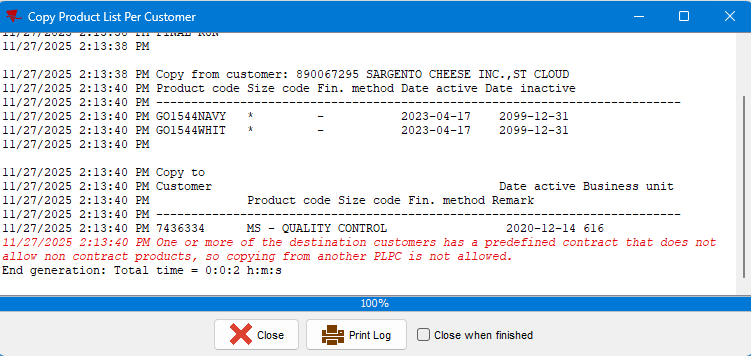 Copy Product List Per Customer
11/27/2025 2:13:38 PM FINAL RUN
11/27/2025 2:13:38 PM
11/27/2025 2:13:38 PM Copy from customer: 890067295 SARGENTO CHEESE INC.,ST CLOUD
11/27/2025 2:13:40 PM Product code Size code Fin. method Date active Date inactive
11/27/2025 2:13:40 PM ---------------------------------------------------------------------------
11/27/2025 2:13:40 PM GO1544NAVY * - 2023-04-17 2099-12-31
11/27/2025 2:13:40 PM GO1544WHIT * - 2023-04-17 2099-12-31
11/27/2025 2:13:40 PM
11/27/2025 2:13:40 PM Copy to
11/27/2025 2:13:40 PM Customer Date active Business unit
11/27/2025 2:13:40 PM Product code Size code Fin. method Remark
11/27/2025 2:13:40 PM ---------------------------------------------------------------------------
11/27/2025 2:13:40 PM 7436334 MS - QUALITY CONTROL 2020-12-14 616
11/27/2025 2:13:40 PM One or more of the destination customers has a predefined contract that does not
allow non contract products, so copying from another PLPC is not allowed.
End generation: Total time = 0:0:2 h:m:s
100%
Close Print Log Close when finished